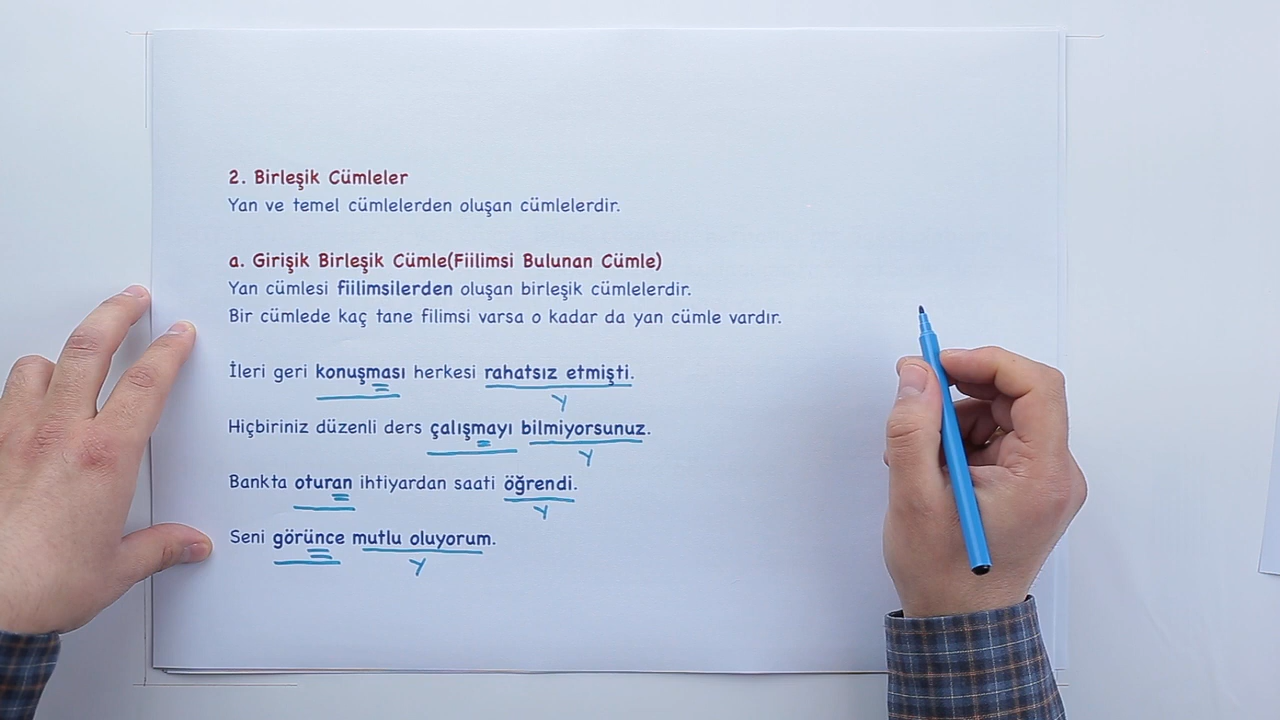 2. Birleşik Cümleler
Yan ve temel cümlelerden oluşan cümlelerdir.
a. Girişik Birleşik Cümle(Fiilimsi Bulunan Cümle)
Yan cümlesi fiilimsilerden oluşan birleşik cümlelerdir.
Bir cümlede kaç tane filimsi varsa o kadar da yan cümle vardır.
İleri geri konuşması herkesi rahatsız etmişti.
Y
Hiçbiriniz düzenli ders çalışmayı bilmiyorsunuz.
Y
Bankta oturan ihtiyardan saati öğrendi.
Y
Seni görünce mutlu oluyorum.
Y